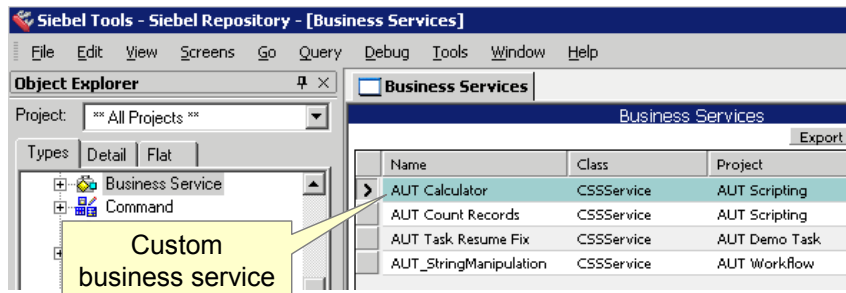 Siebel Tools - Siebel Repository - [Business Services]
File Edit View Screens Go Query Debug Tools Window Help
Object Explorer
Project: ** All Projects **
Types Detail Flat
Business Service
Command
Custom
business service
Business Services
Business Services
Export
Name Class Project
AUT Calculator CSSService AUT Scripting
AUT Count Records CSSService AUT Scripting
AUT Task Resume Fix CSSService AUT Demo Task
AUT_StringManipulation CSSService AUT Workflow